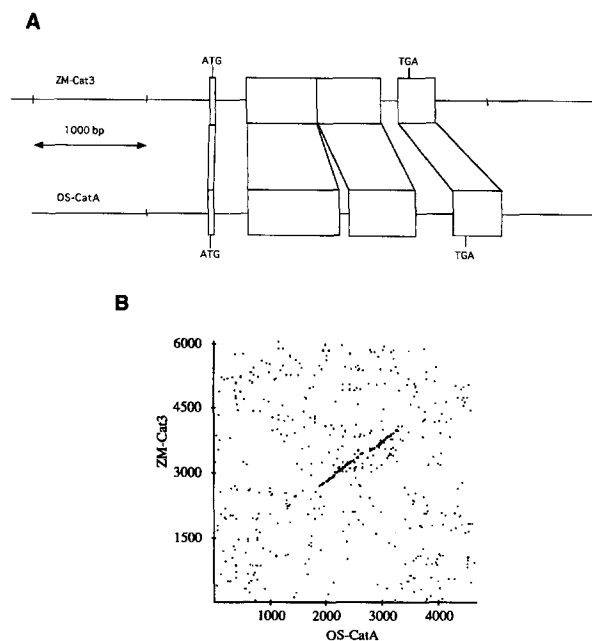 A
ATG
TGA
ZM-Cat3
1000 bp
OS-CatA
ATG
TGA
B
6000
4500
3000
1500
ZM-Cat3
1000 2000 3000 4000
OS-CatA